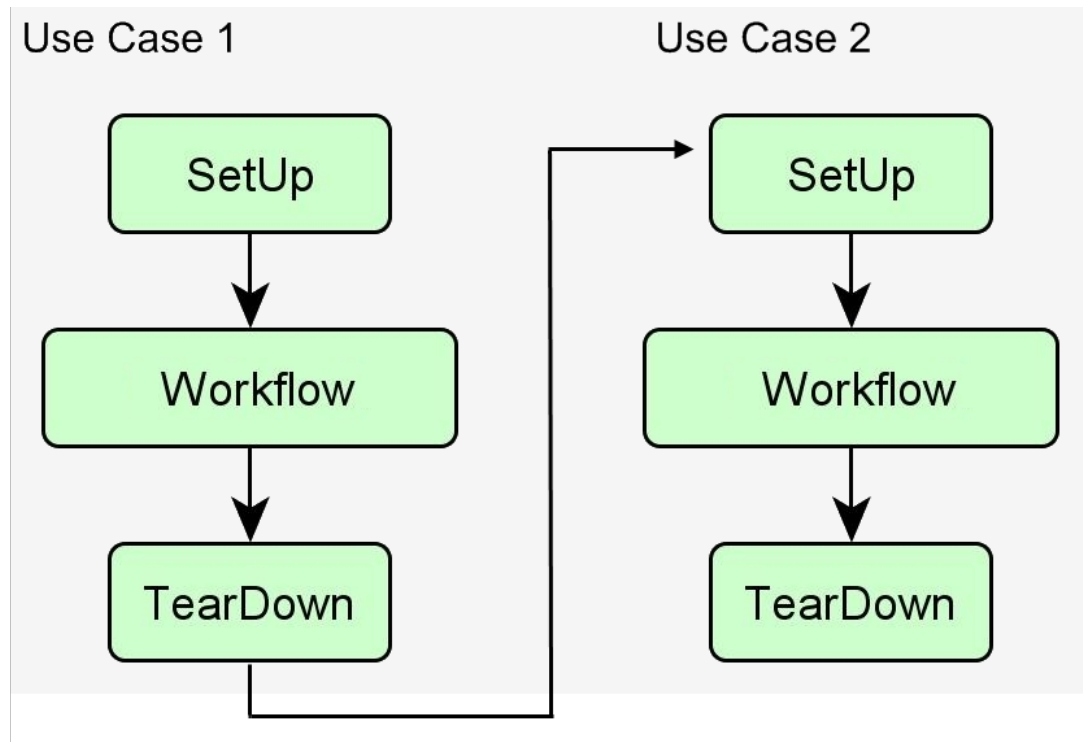 Use Case 1
SetUp
Workflow
TearDown
Use Case 2
SetUp
Workflow
TearDown